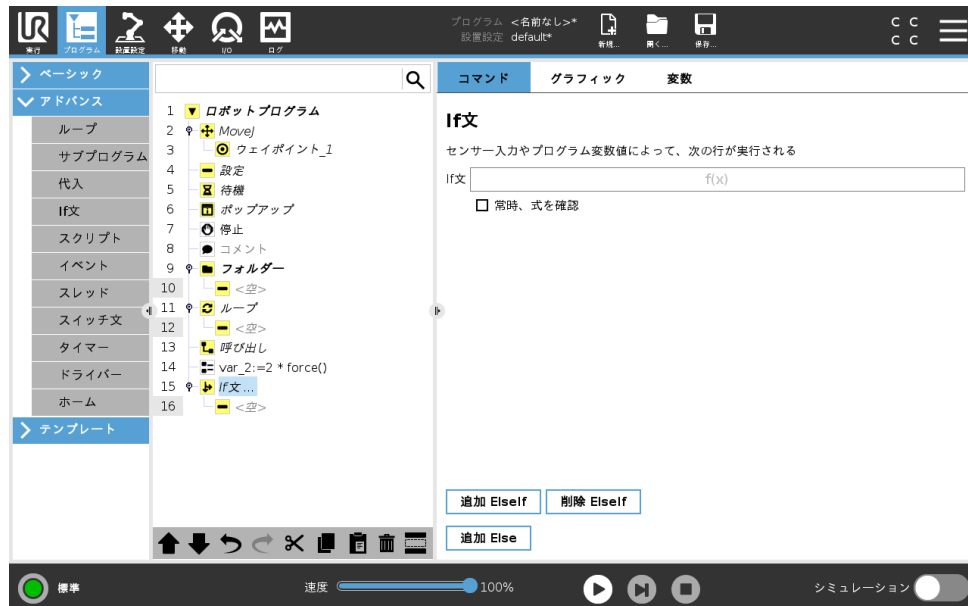 プログラム <名前なし>*
設置設定 default*
実行 プログラム 設置設定 移動 I/O ログ 新規... 開く... 保存...
C C
C C
ベーシック
アドバンス
ループ
サブプログラム
代入
If文
スクリプト
イベント
スレッド
スイッチ文
タイマー
ドライバー
ホーム
テンプレート
1 ロボットプログラム
2 MoveJ
3 ウェイポイント_1
4 設定
5 待機
6 ポップアップ
7 停止
8 コメント
9 フォルダー
10 <空>
11 ループ
12 <空>
13 呼び出し
14 var_2:=2 * force()
15 If文 ...
16 <空>
コマンド グラフィック 変数
If文
センサー入力やプログラム変数値によって、次の行が実行される
If文 f(x)
常時、式を確認
追加 ElseIf 削除 ElseIf
追加 Else
標準 速度 100% シミュレーション